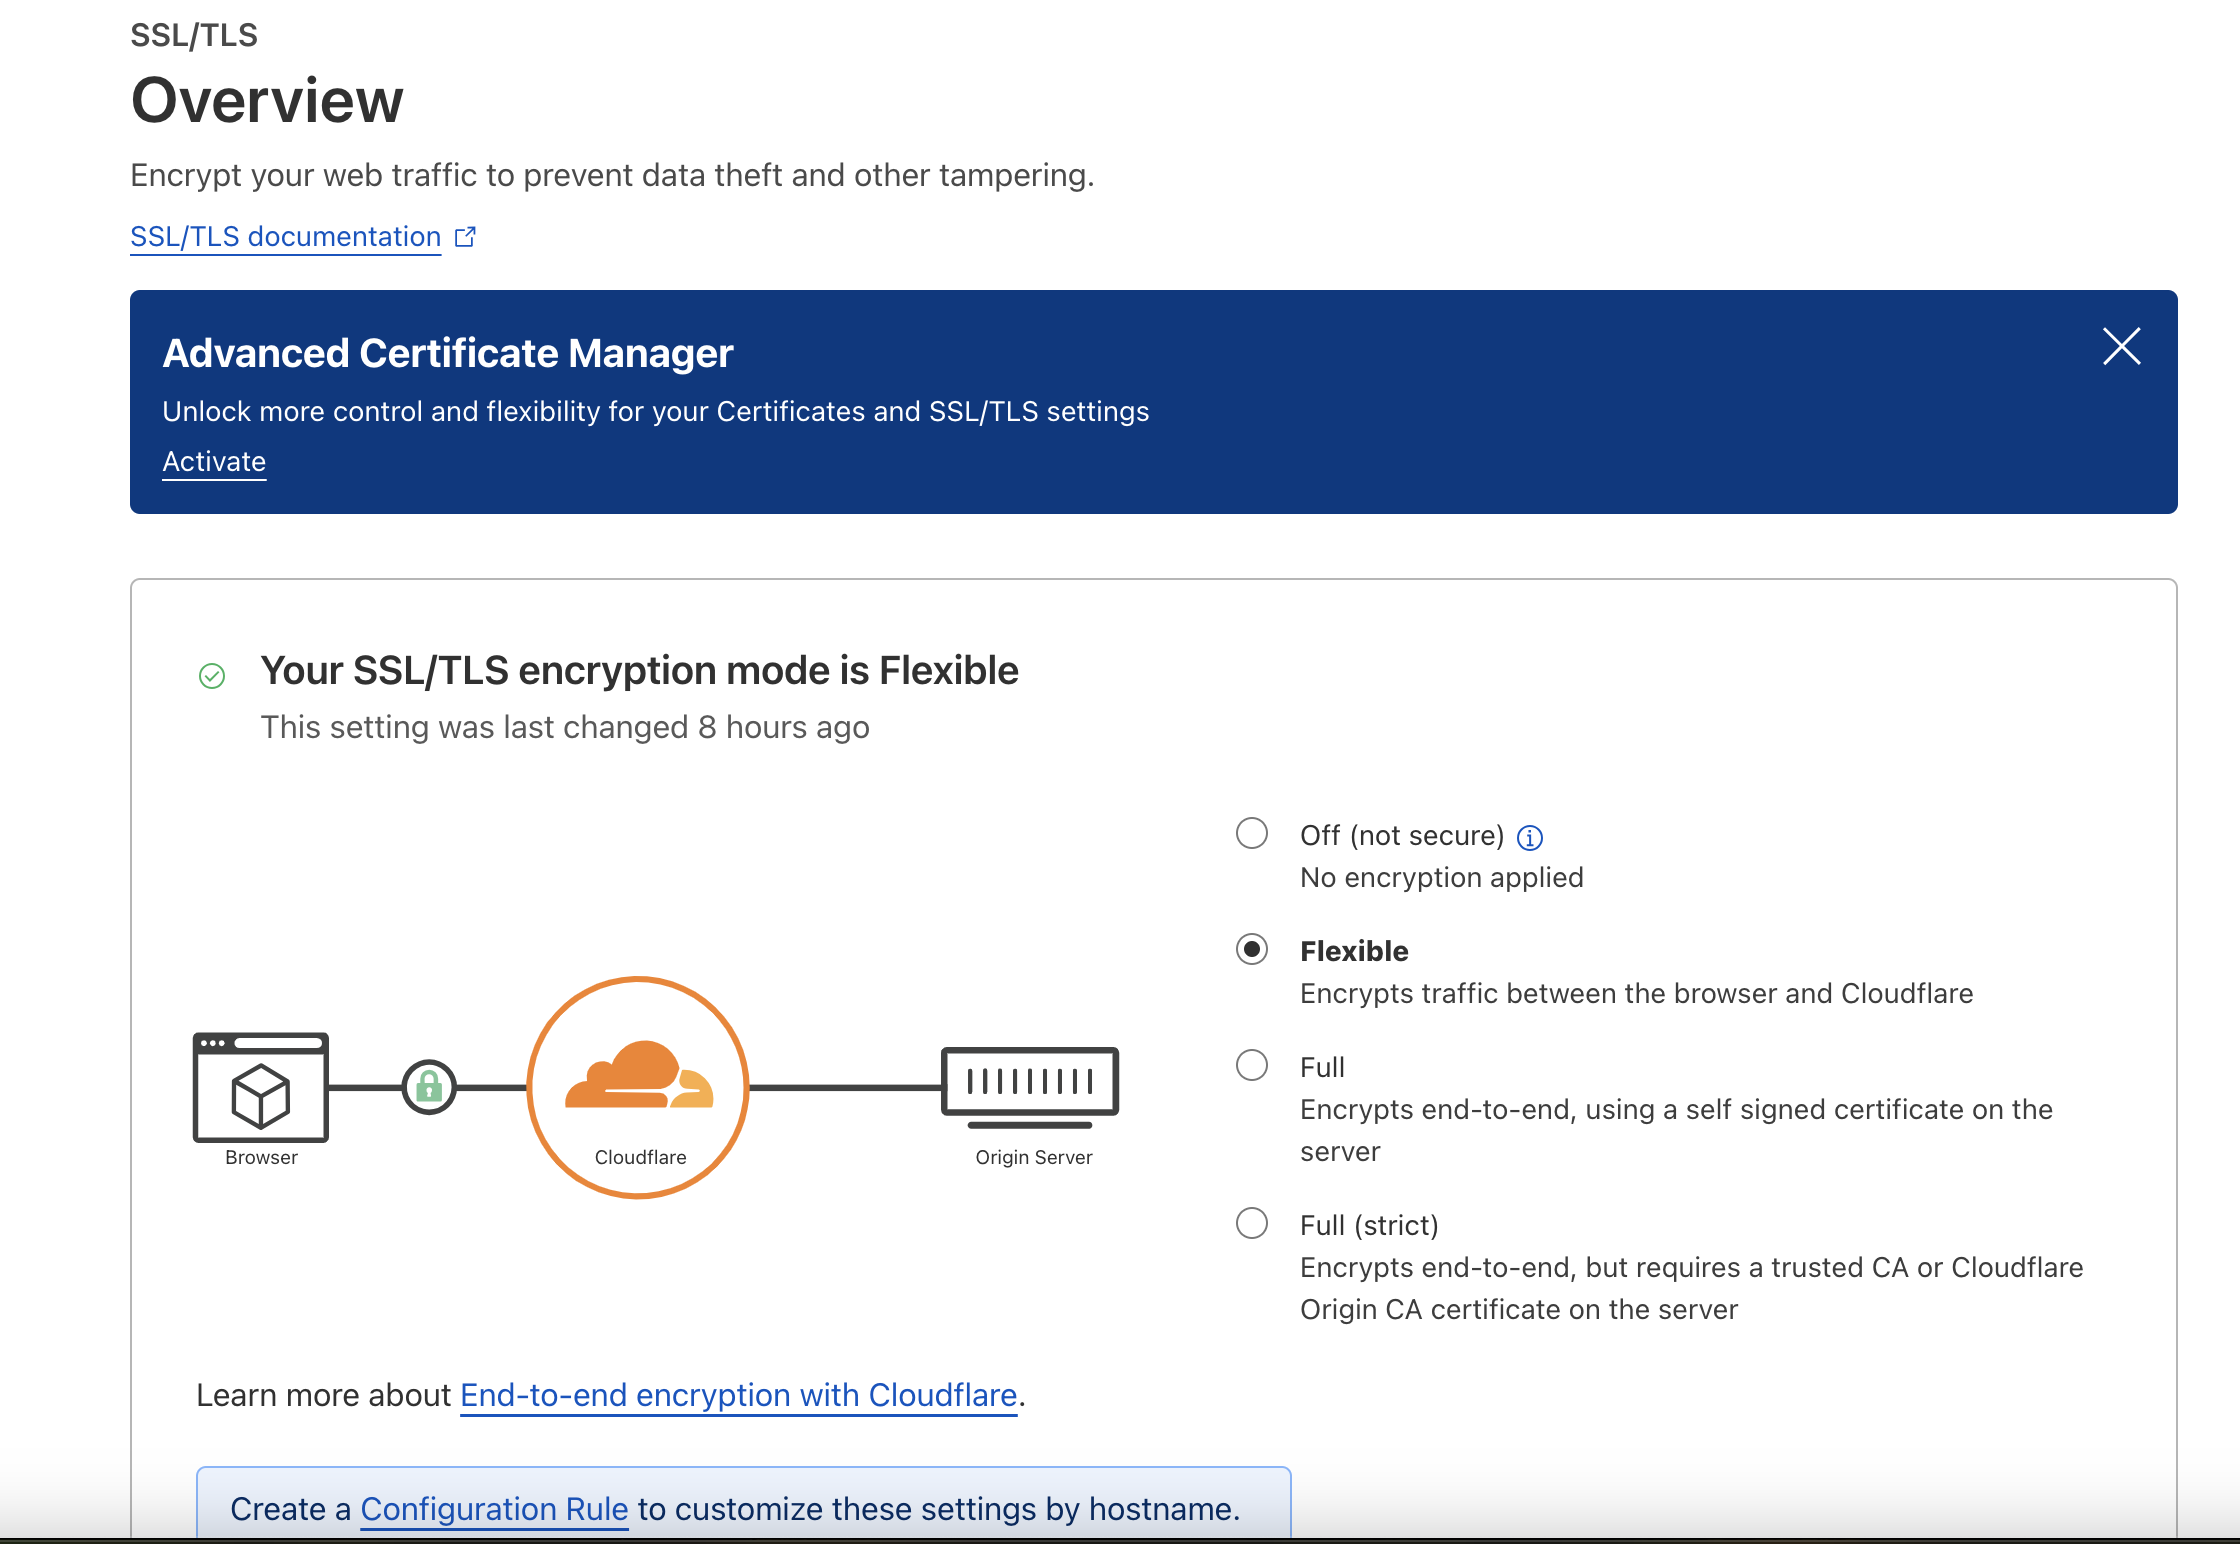 SSL/TLS
Overview
Encrypt your web traffic to prevent data theft and other tampering.
SSL/TLS documentation
Advanced Certificate Manager
Unlock more control and flexibility for your Certificates and SSL/TLS settings
Activate
Your SSL/TLS encryption mode is Flexible
This setting was last changed 8 hours ago
Browser
Cloudflare
Origin Server
Off (not secure)
No encryption applied
Flexible
Encrypts traffic between the browser and Cloudflare
Full
Encrypts end-to-end, using a self signed certificate on the
server
Full (strict)
Encrypts end-to-end, but requires a trusted CA or Cloudflare
Origin CA certificate on the server
Learn more about End-to-end encryption with Cloudflare.
Create a Configuration Rule to customize these settings by hostname.